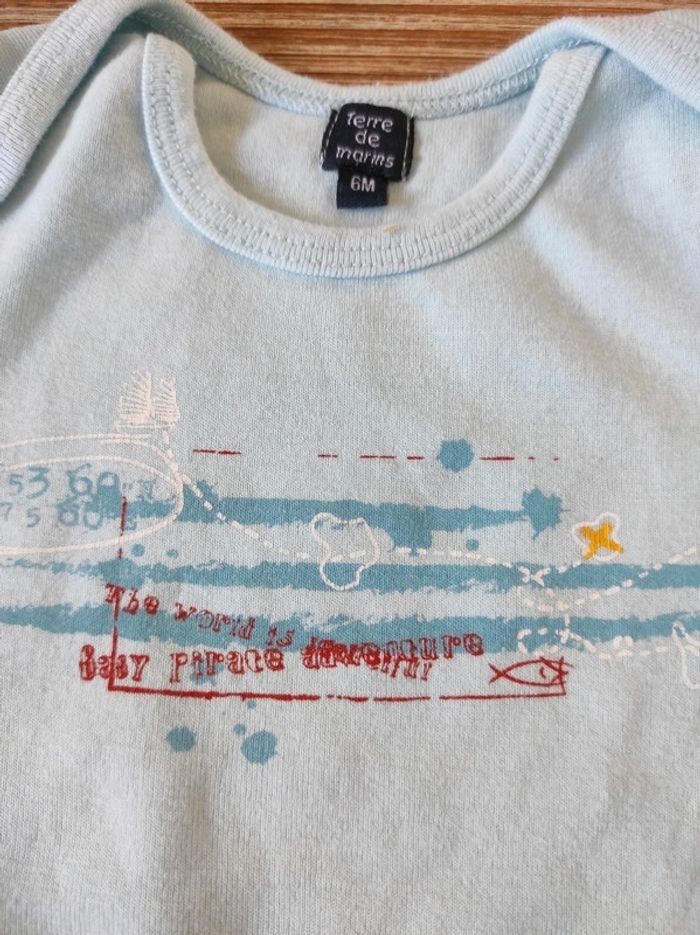 Terre
de
marins
6M
53 60
75 60
The world is
Baby Pirate adventure